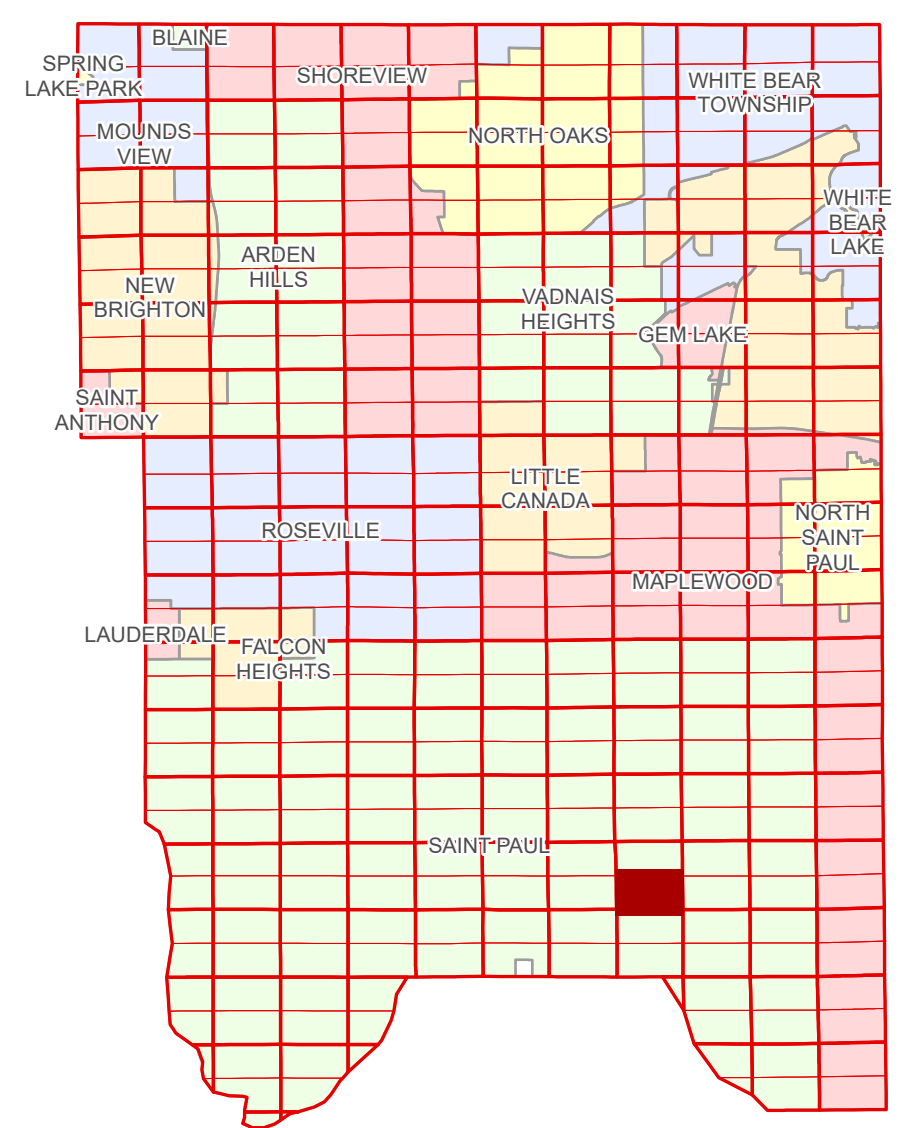 BLAINE
SPRING
LAKE PARK
SHOREVIEW
WHITE BEAR
TOWNSHIP
MOUNDS
VIEW
NORTH OAKS
WHITE
BEAR
LAKE
ARDEN
HILLS
NEW
BRIGHTON
VADNAIS
HEIGHTS
GEM LAKE
SAINT
ANTHONY
LITTLE
CANADA
ROSEVILLE
NORTH
SAINT
PAUL
MAPLEWOOD
LAUDERDALE
FALCON
HEIGHTS
SAINT PAUL